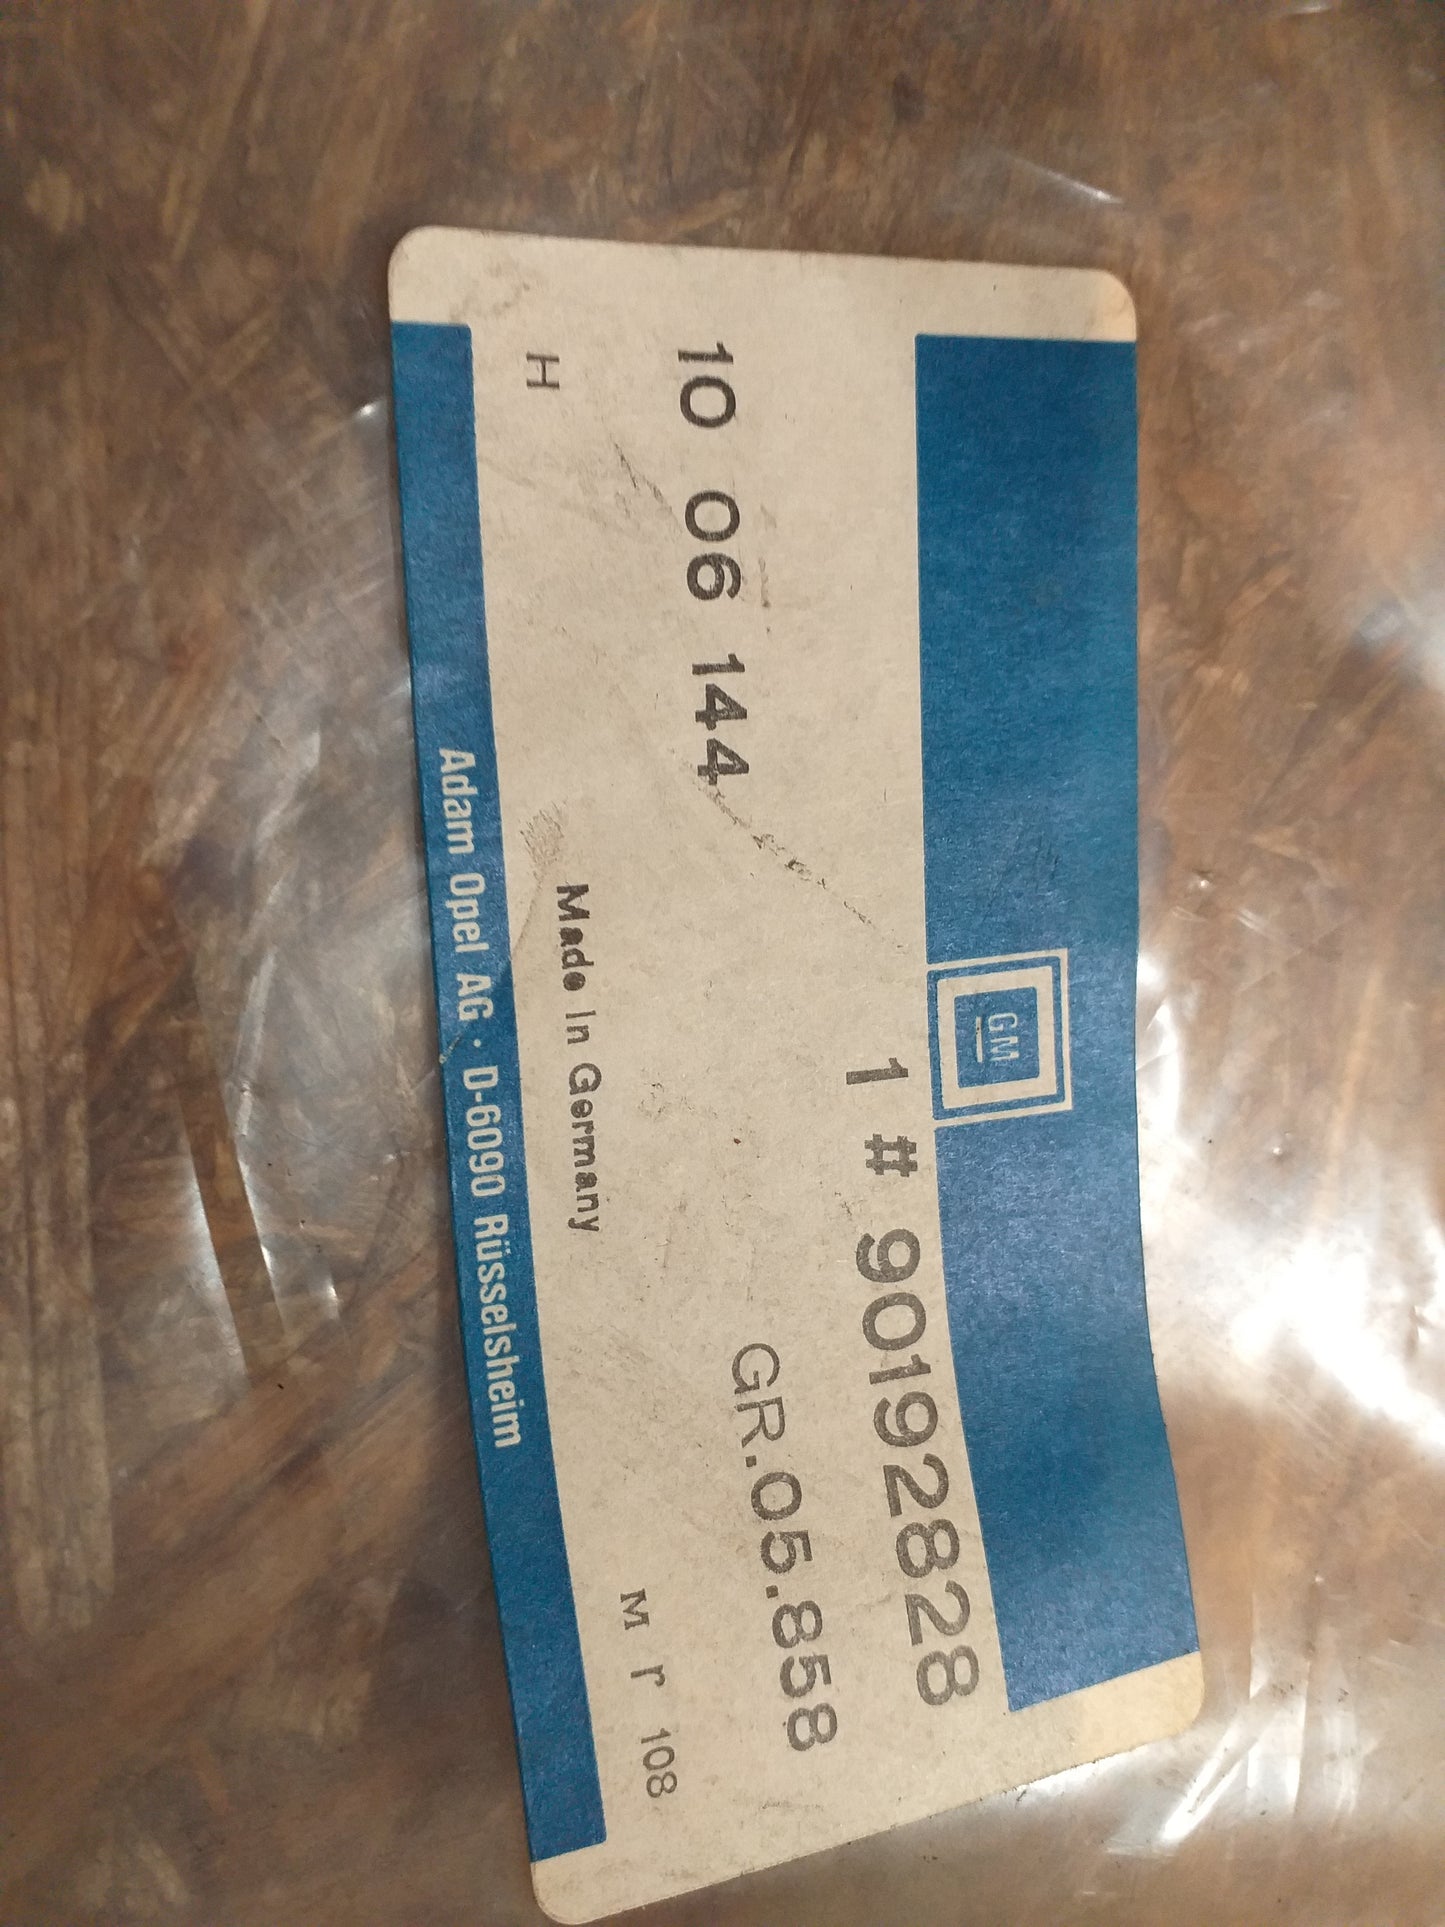 GM
1 # 90192828
10 06 144
GR.05.858
H
Made in Germany
M r 108
Adam Opel AG · D-6090 Rüsselsheim